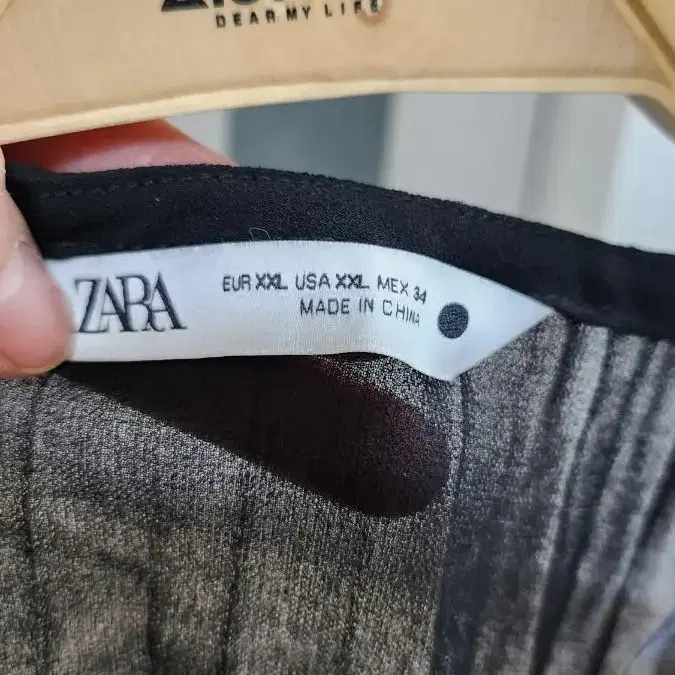 DEAR MY LIFE
ZARA
EUR XXL USA XXL MEX 34
MADE IN CHINA